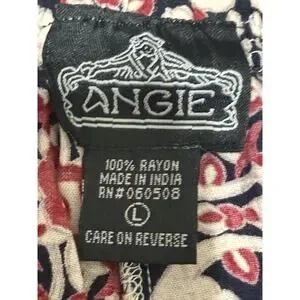 ANGIE
100% RAYON
MADE IN INDIA
RN#060508
L
CARE ON REVERSE